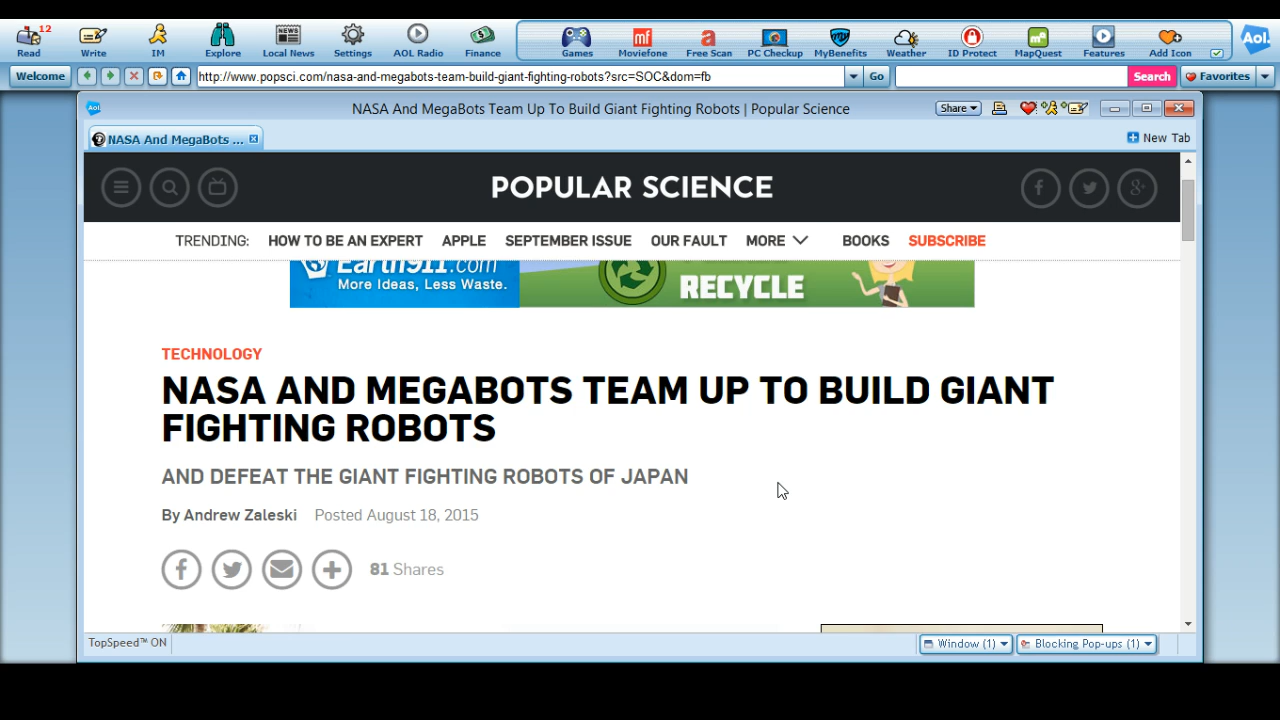 12
Read Write IM Explore Local News Settings AOL Radio Finance Games Moviefone Free Scan PC Checkup MyBenefits Weather ID Protect MapQuest Features Add Icon Aol.
Welcome http://www.popsci.com/nasa-and-megabots-team-build-giant-fighting-robots?src=SOC&dom=fb Go Search Favorites
Aol. NASA And MegaBots Team Up To Build Giant Fighting Robots | Popular Science Share
NASA And MegaBots ... New Tab
POPULAR SCIENCE
TRENDING: HOW TO BE AN EXPERT APPLE SEPTEMBER ISSUE OUR FAULT MORE BOOKS SUBSCRIBE
Earth911.com
More Ideas, Less Waste. RECYCLE
TECHNOLOGY
NASA AND MEGABOTS TEAM UP TO BUILD GIANT
FIGHTING ROBOTS
AND DEFEAT THE GIANT FIGHTING ROBOTS OF JAPAN
By Andrew Zaleski Posted August 18, 2015
81 Shares
TopSpeed™ ON Window (1) Blocking Pop-ups (1)